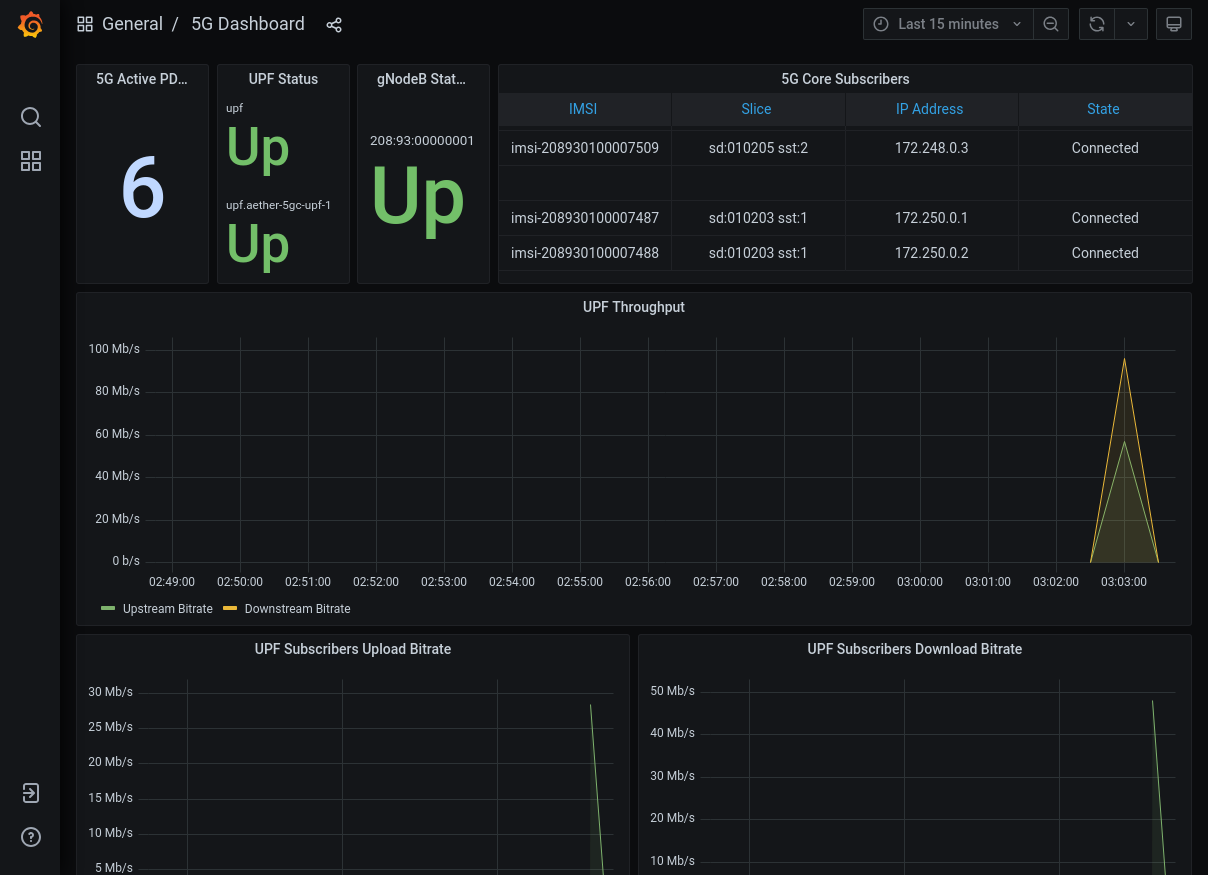 General / 5G Dashboard
Last 15 minutes
5G Active PD...
6
UPF Status
upf
Up
upf.aether-5gc-upf-1
Up
gNodeB Stat...
208:93:00000001
Up
5G Core Subscribers
IMSI Slice IP Address State
imsi-208930100007509 sd:010205 sst:2 172.248.0.3 Connected
imsi-208930100007487 sd:010203 sst:1 172.250.0.1 Connected
imsi-208930100007488 sd:010203 sst:1 172.250.0.2 Connected
UPF Throughput
100 Mb/s
80 Mb/s
60 Mb/s
40 Mb/s
20 Mb/s
0 b/s
02:49:00 02:50:00 02:51:00 02:52:00 02:53:00 02:54:00 02:55:00 02:56:00 02:57:00 02:58:00 02:59:00 03:00:00 03:01:00 03:02:00 03:03:00
Upstream Bitrate Downstream Bitrate
UPF Subscribers Upload Bitrate
30 Mb/s
25 Mb/s
20 Mb/s
15 Mb/s
10 Mb/s
5 Mb/s
UPF Subscribers Download Bitrate
50 Mb/s
40 Mb/s
30 Mb/s
20 Mb/s
10 Mb/s